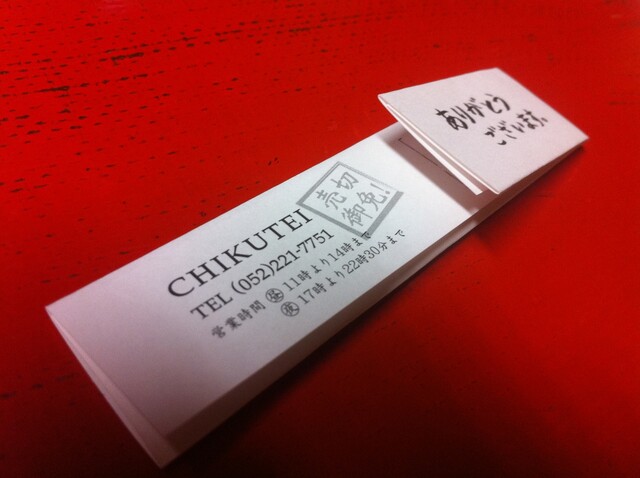 ありがとう
ございます。
売切
御免!
CHIKUTEI
TEL (052)221-7751
営業時間 昼 11時より14時まで
夜 17時より22時30分まで